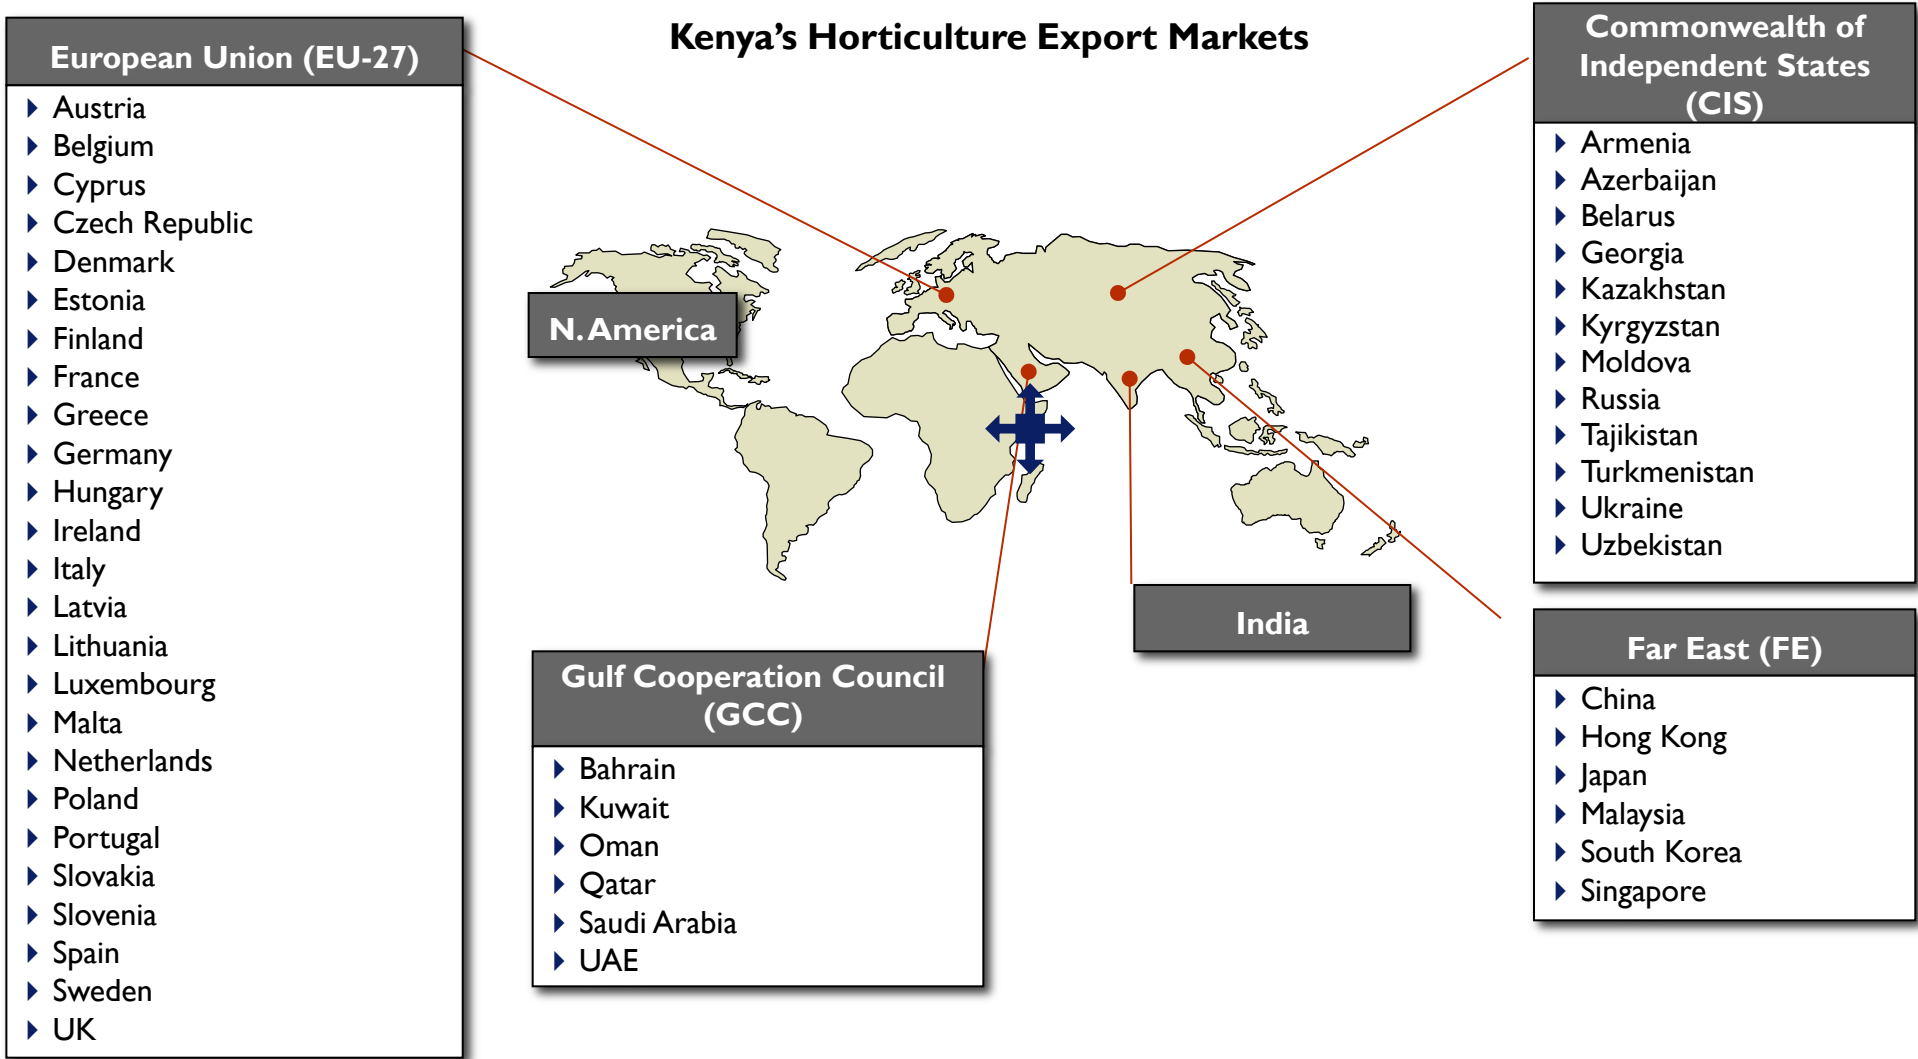 Kenya's Horticulture Export Markets
European Union (EU-27)
Austria
Belgium
Cyprus
Czech Republic
Denmark
Estonia
Finland
France
Greece
Germany
Hungary
Ireland
Italy
Latvia
Lithuania
Luxembourg
Malta
Netherlands
Poland
Portugal
Slovakia
Slovenia
Spain
Sweden
UK
N. America
Gulf Cooperation Council
(GCC)
Bahrain
Kuwait
Oman
Qatar
Saudi Arabia
UAE
India
Commonwealth of
Independent States
(CIS)
Armenia
Azerbaijan
Belarus
Georgia
Kazakhstan
Kyrgyzstan
Moldova
Russia
Tajikistan
Turkmenistan
Ukraine
Uzbekistan
Far East (FE)
China
Hong Kong
Japan
Malaysia
South Korea
Singapore